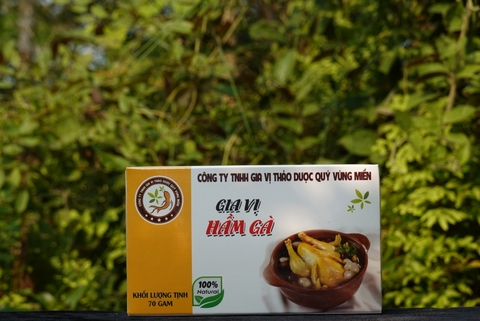 CÔNG TY TNHH GIA VỊ THẢO DƯỢC QUÝ VÙNG MIỀN
GIA VỊ
HẦM GÀ
100%
Natural
KHỐI LƯỢNG TỊNH
70 GAM